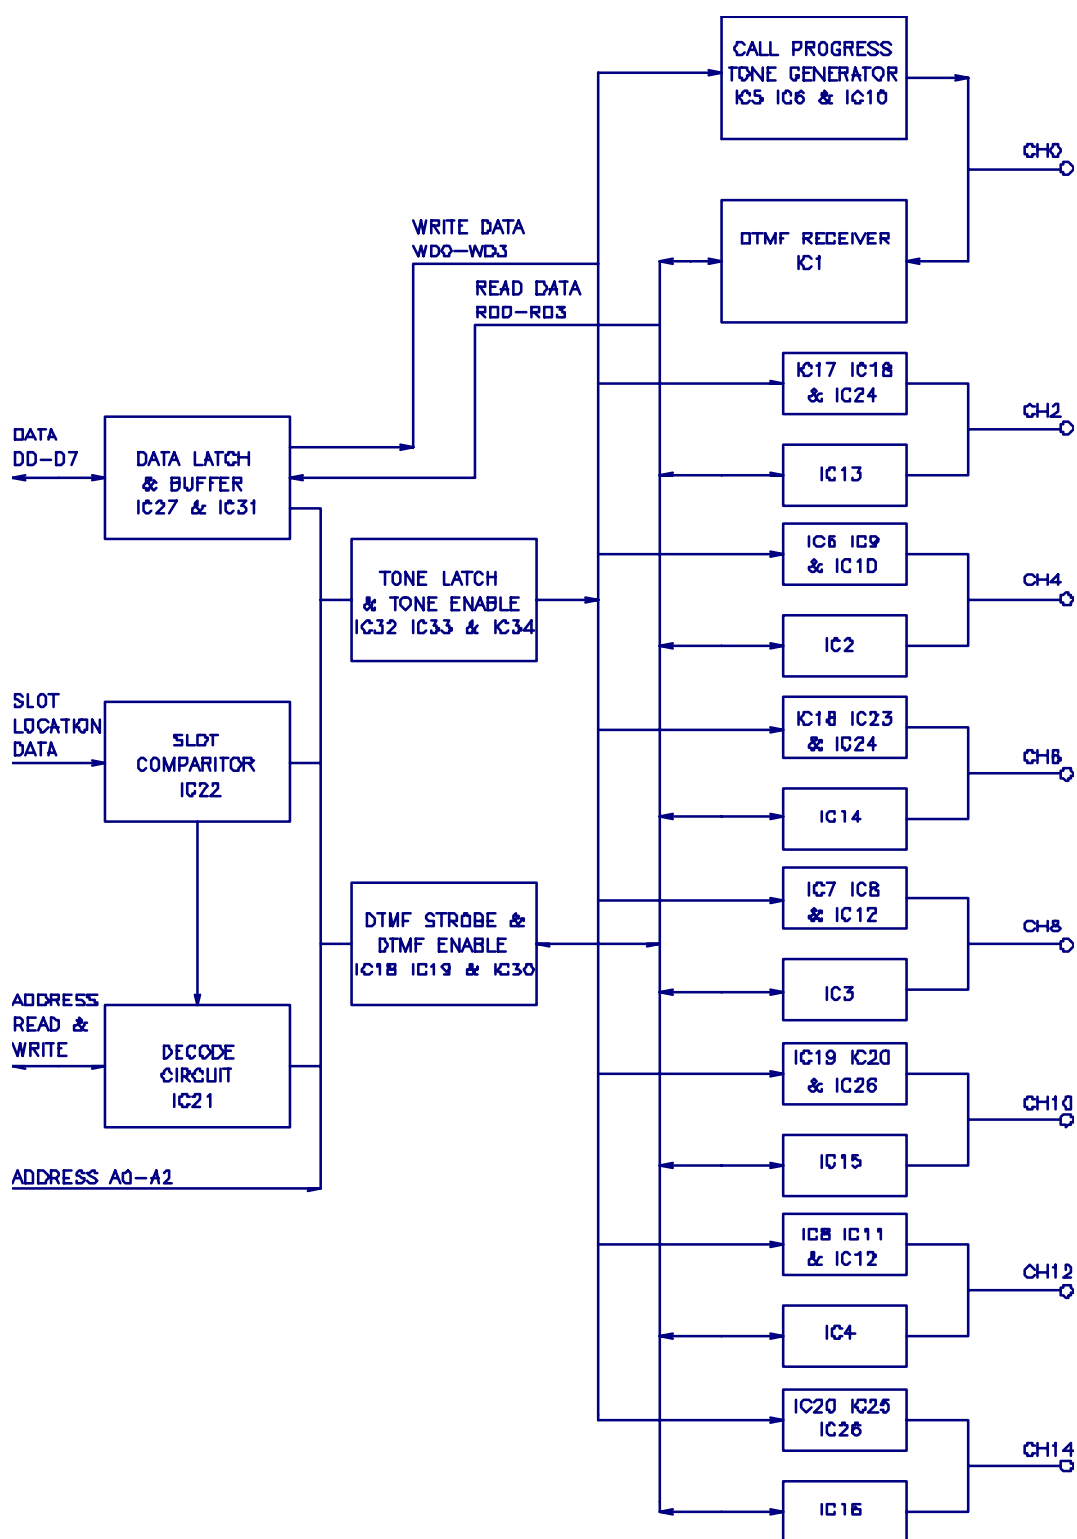 CALL PROGRESS
TONE GENERATOR
IC5 IC6 & IC10
CH0
WRITE DATA
WD0-WD3
DTMF RECEIVER
IC1
READ DATA
RD0-RD3
IC17 IC18
& IC24
CH2
DATA
D0-D7
DATA LATCH
& BUFFER
IC27 & IC31
IC13
IC6 IC9
& IC10
CH4
TONE LATCH
& TONE ENABLE
IC32 IC33 & IC34
IC2
SLOT
LOCATION
DATA
SLOT
COMPARITOR
IC22
IC18 IC23
& IC24
CH6
IC14
IC7 IC8
& IC12
CH8
DTMF STROBE &
DTMF ENABLE
IC18 IC19 & IC30
IC3
ADDRESS
READ &
WRITE
DECODE
CIRCUIT
IC21
IC19 IC20
& IC26
CH10
ADDRESS A0-A2
IC15
IC8 IC11
& IC12
CH12
IC4
IC20 IC25
IC26
CH14
IC16